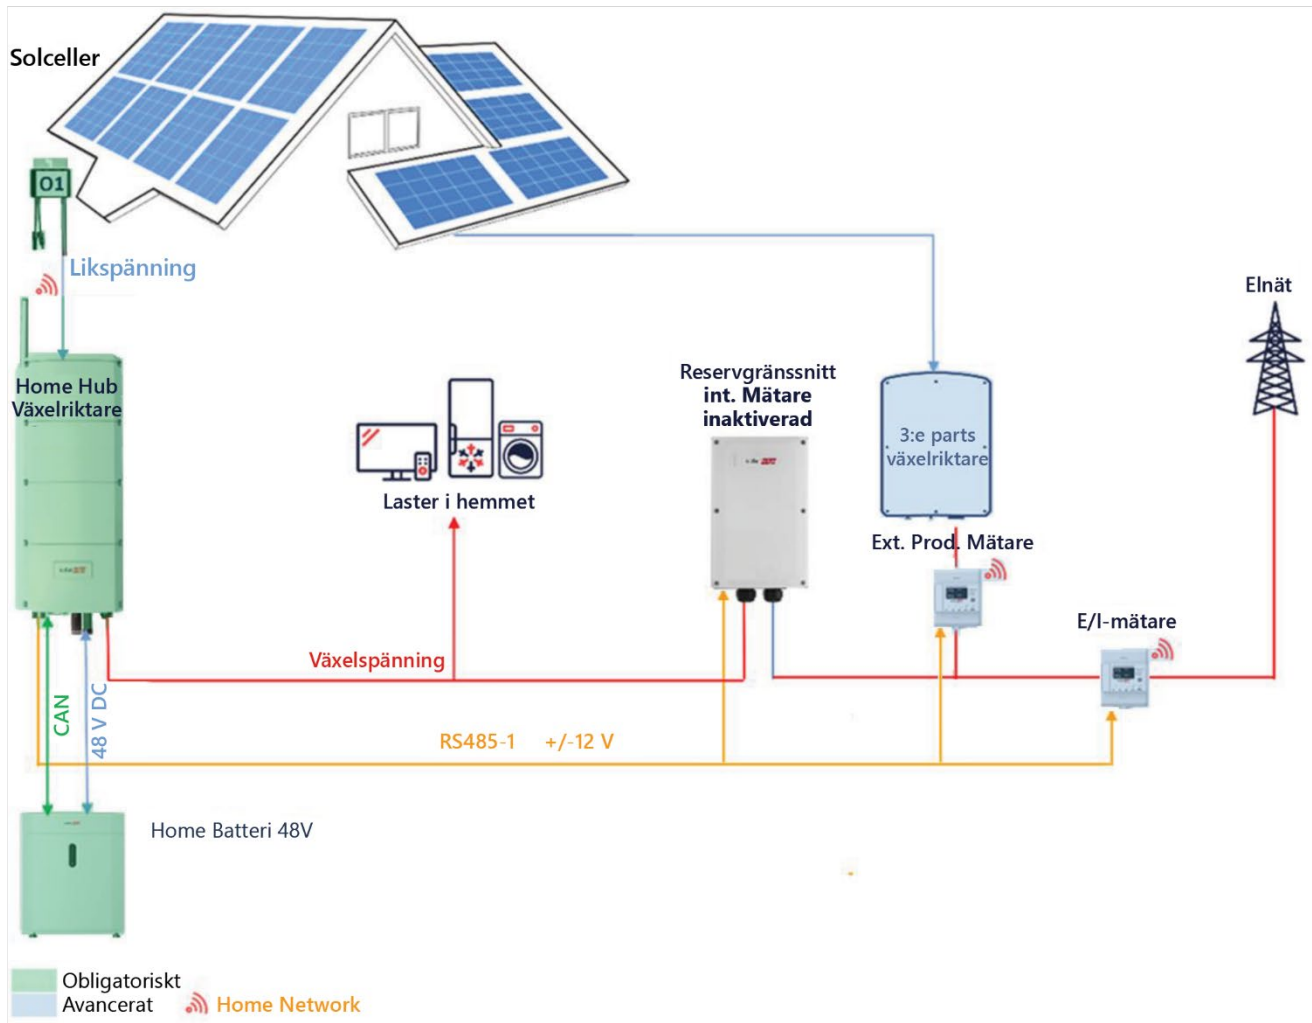 Solceller
01
Likspänning
Elnät
Home Hub
Växelriktare
Reservgränssnitt
int. Mätare
inaktiverad
3:e parts
växelriktare
Laster i hemmet
Ext. Prod. Mätare
E/I-mätare
Växelspänning
CAN
48 V DC
RS485-1 +/-12 V
Home Batteri 48V
Obligatoriskt
Avancerat
Home Network